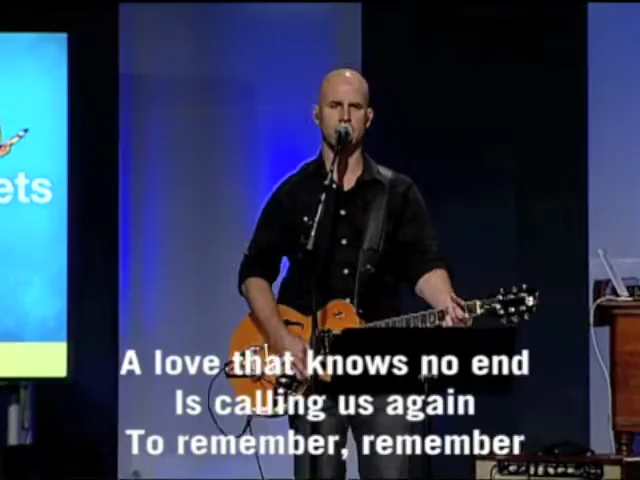 ets
A love that knows no end
Is calling us again
To remember, remember